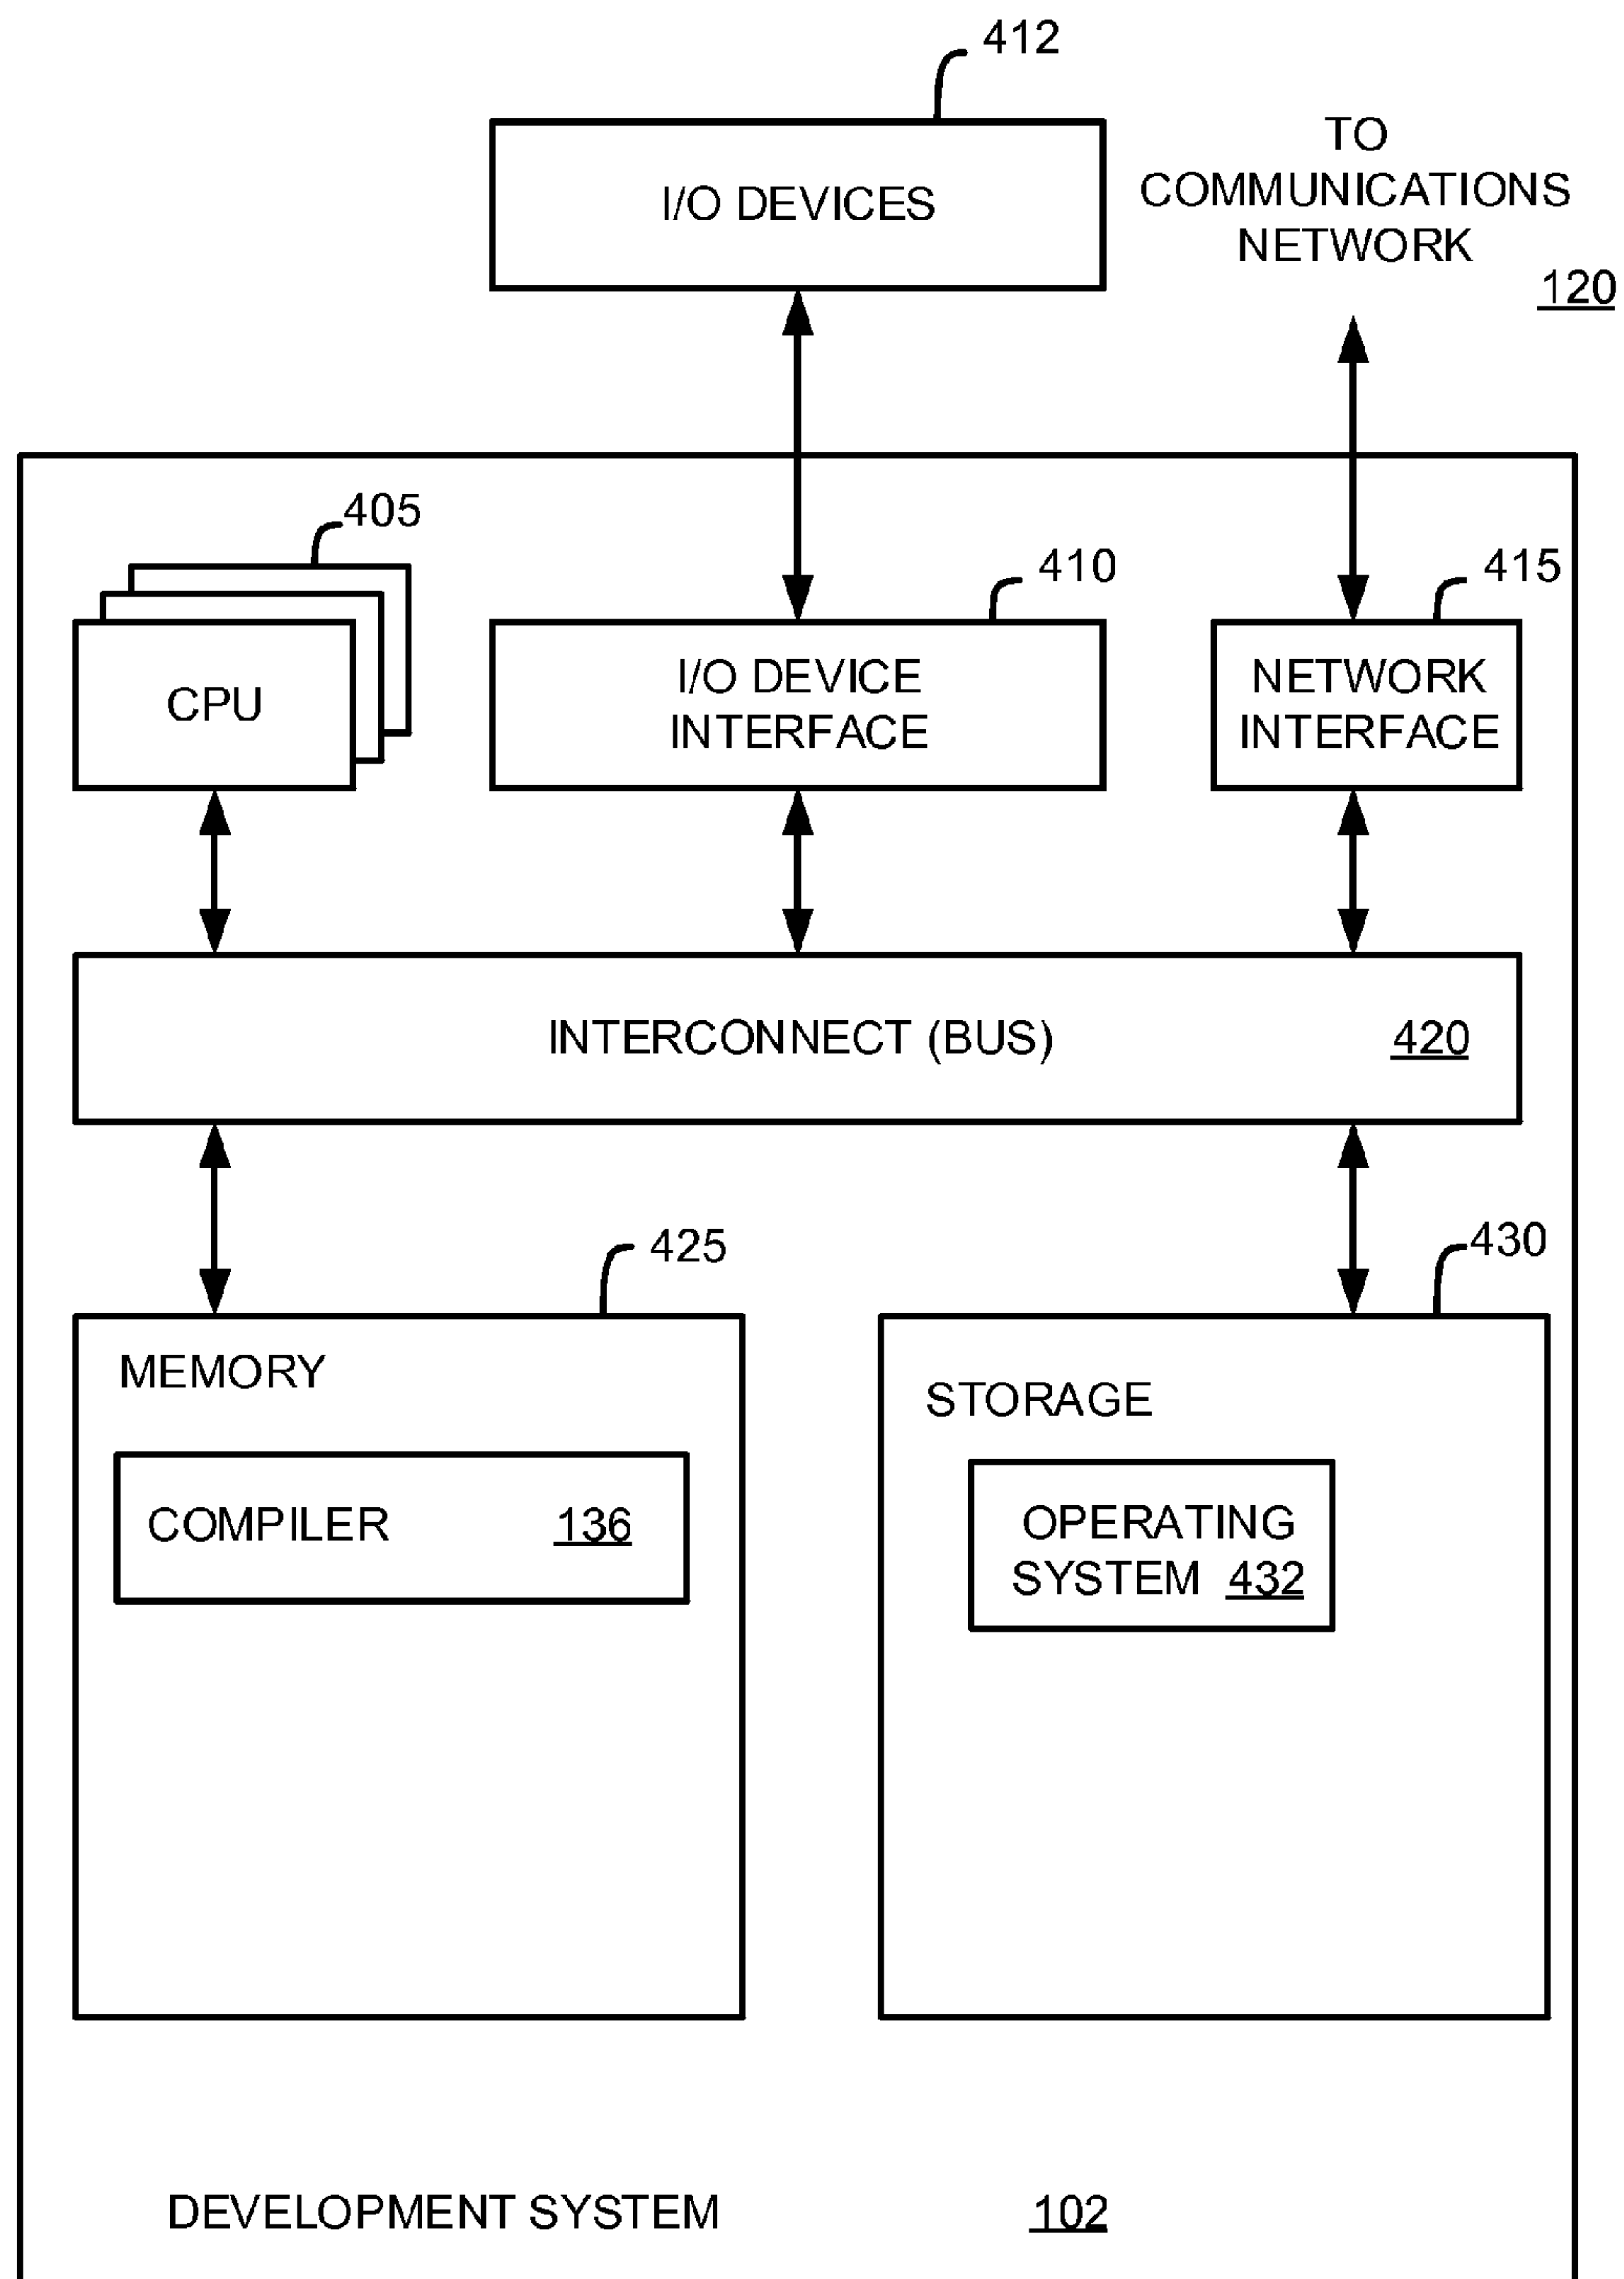 412
I/O DEVICES
TO
COMMUNICATIONS
NETWORK
120
405
410
415
CPU
I/O DEVICE
INTERFACE
NETWORK
INTERFACE
INTERCONNECT (BUS) 420
425
430
MEMORY
STORAGE
COMPILER 136
OPERATING
SYSTEM 432
DEVELOPMENT SYSTEM 102